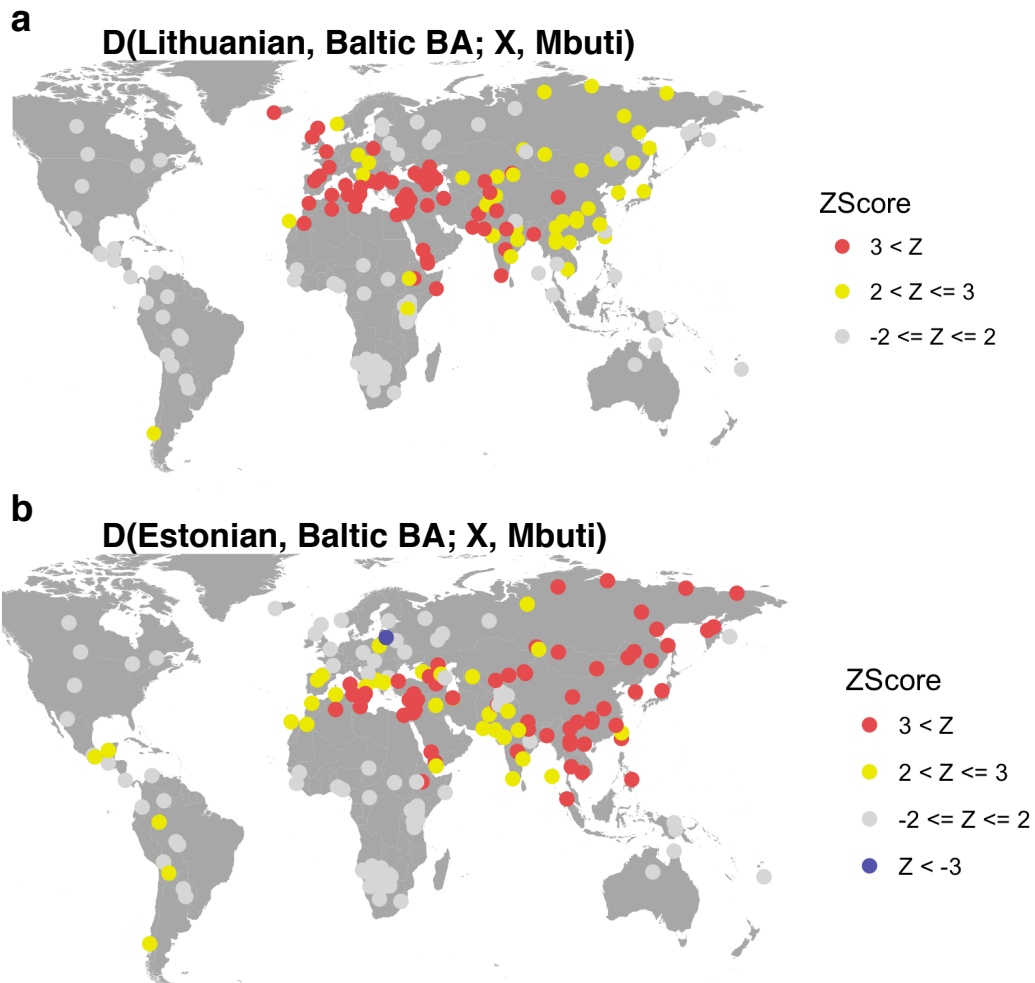 a
D(Lithuanian, Baltic BA; X, Mbuti)
ZScore
3 < Z
2 < Z <= 3
-2 <= Z <= 2
b
D(Estonian, Baltic BA; X, Mbuti)
ZScore
3 < Z
2 < Z <= 3
-2 <= Z <= 2
Z < -3